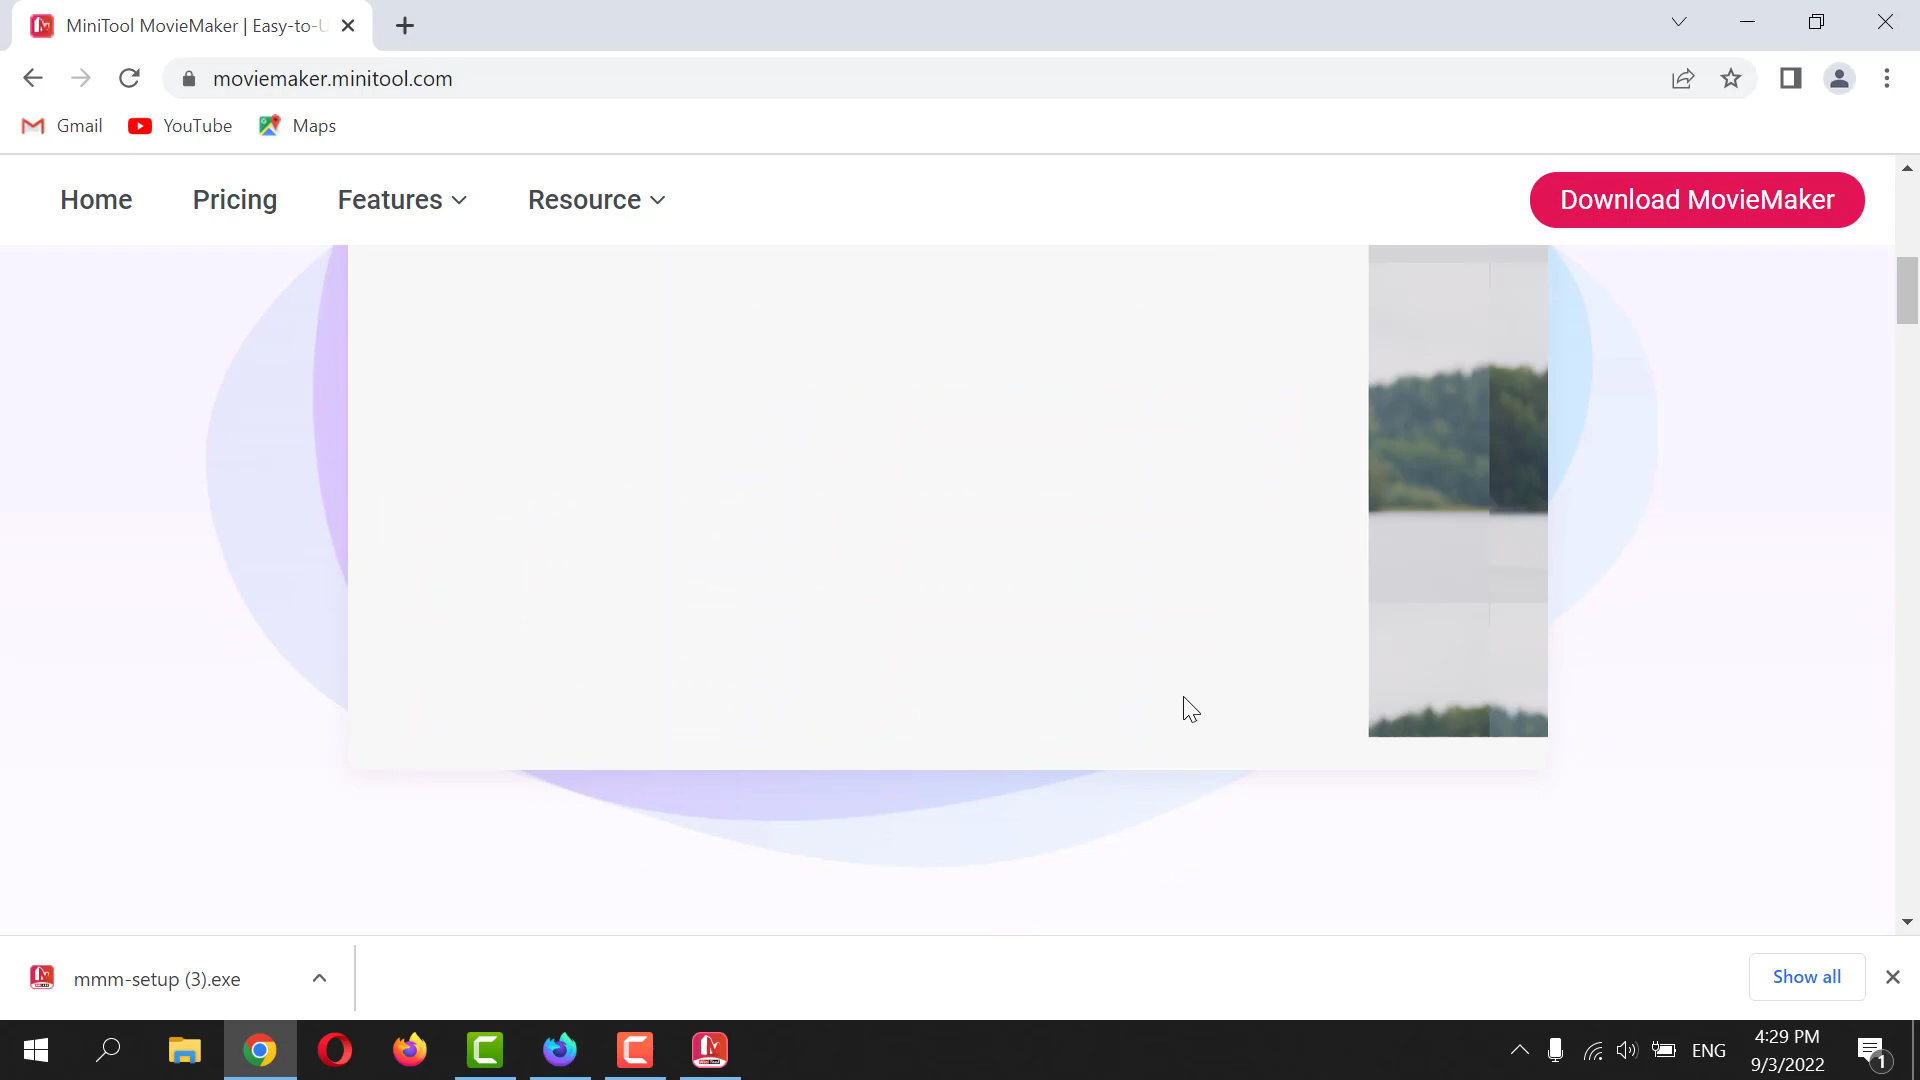 MiniTool MovieMaker | Easy-to-U
moviemaker.minitool.com
Gmail YouTube Maps
Home Pricing Features Resource Download MovieMaker
mmm-setup (3).exe Show all
ENG 4:29 PM
9/3/2022 1